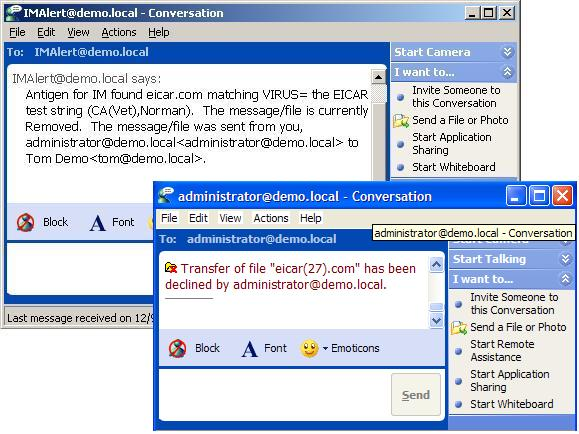 IMAlert@demo.local - Conversation
File Edit View Actions Help
To: IMAlert@demo.local
IMAlert@demo.local says:
Antigen for IM found eicar.com matching VIRUS= the EICAR
test string (CA(Vet),Norman). The message/file is currently
Removed. The message/file was sent from you,
administrator@demo.local<administrator@demo.local> to
Tom Demo<tom@demo.local>.
Block Font
Last message received on 12/9
Start Camera
I want to...
Invite Someone to
this Conversation
Send a File or Photo
Start Application
Sharing
Start Whiteboard
administrator@demo.local - Conversation
File Edit View Actions Help
administrator@demo.local - Conversation
To: administrator@demo.local
Transfer of file "eicar(27).com" has been
declined by administrator@demo.local.
Block Font Emoticons
Send
Start Camera
Start Talking
I want to...
Invite Someone to
this Conversation
Send a File or Photo
Start Remote
Assistance
Start Application
Sharing
Start Whiteboard